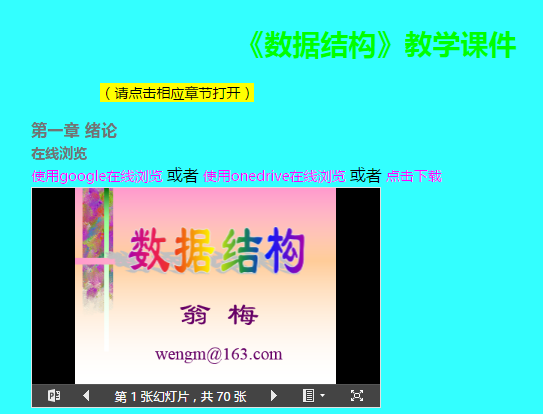 《数据结构》教学课件
（请点击相应章节打开）
第一章 绪论
在线浏览
使用google在线浏览 或者 使用onedrive在线浏览 或者 点击下载
数据结构
翁 梅
wengm@163.com
第 1 张幻灯片，共 70 张